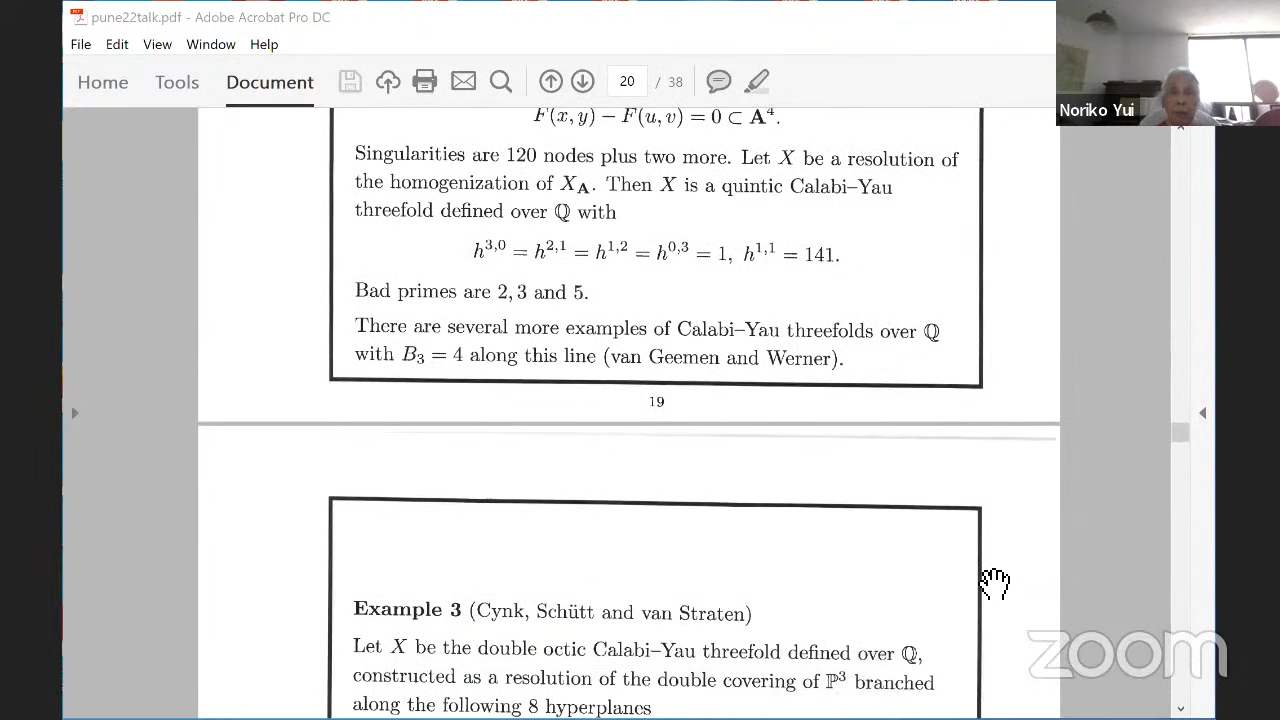 pune22talk.pdf - Adobe Acrobat Pro DC
File Edit View Window Help
Home Tools Document 20 / 38
Noriko Yui
F(x, y) − F(u, v) = 0 ⊂ A⁴.
Singularities are 120 nodes plus two more. Let X be a resolution of
the homogenization of X_A. Then X is a quintic Calabi–Yau
threefold defined over ℚ with
h^{3,0} = h^{2,1} = h^{1,2} = h^{0,3} = 1, h^{1,1} = 141.
Bad primes are 2, 3 and 5.
There are several more examples of Calabi–Yau threefolds over ℚ
with B₃ = 4 along this line (van Geemen and Werner).
19
Example 3 (Cynk, Schütt and van Straten)
Let X be the double octic Calabi–Yau threefold defined over ℚ,
constructed as a resolution of the double covering of ℙ³ branched
along the following 8 hyperplanes
zoom